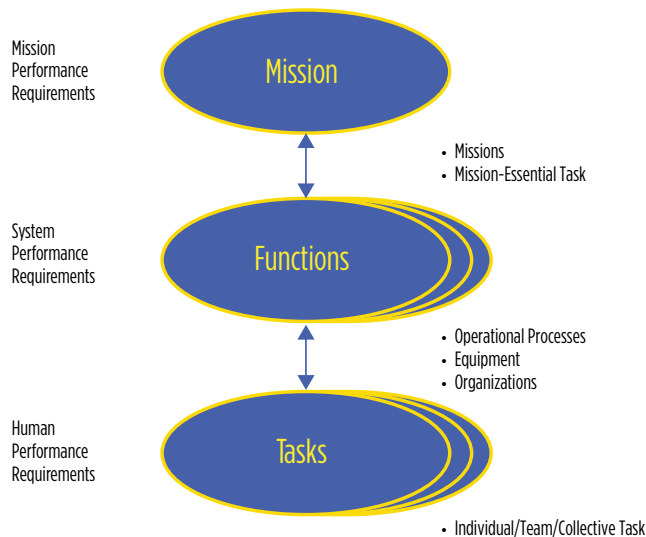 Mission
Performance
Requirements
Mission
• Missions
• Mission-Essential Task
System
Performance
Requirements
Functions
• Operational Processes
• Equipment
• Organizations
Human
Performance
Requirements
Tasks
• Individual/Team/Collective Task